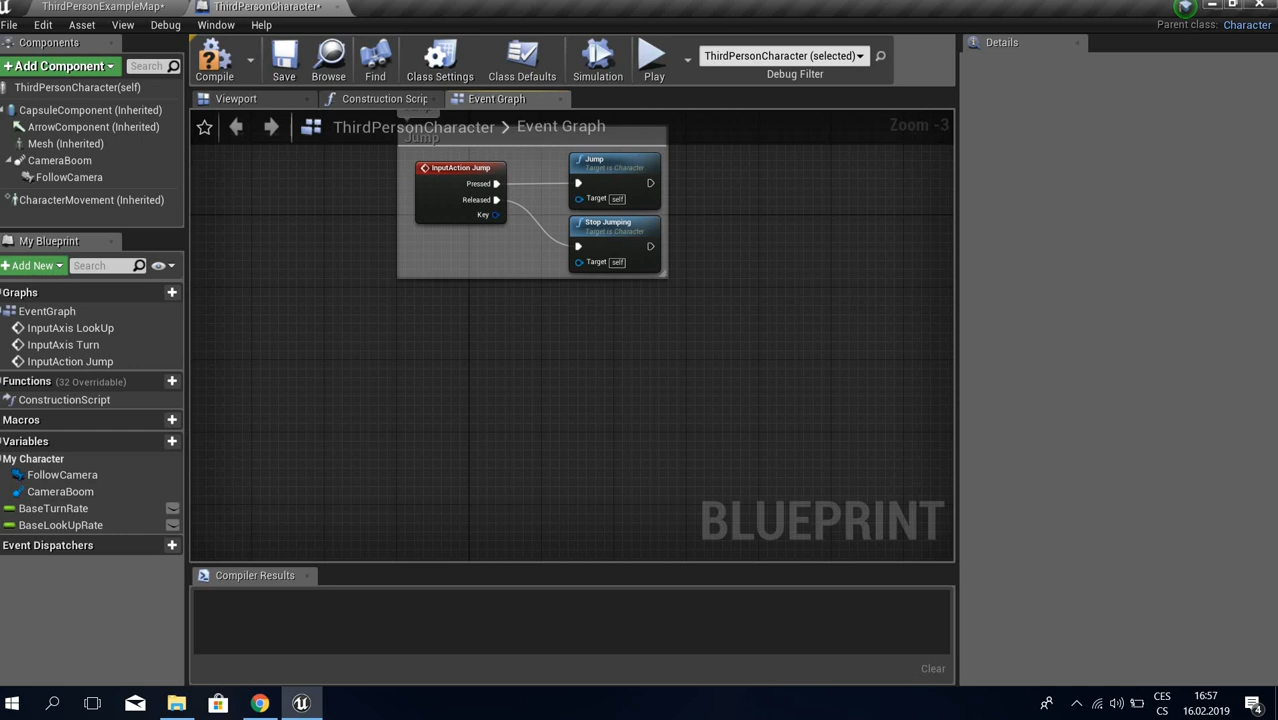 ThirdPersonExampleMap*
ThirdPersonCharacter*
File Edit Asset View Debug Window Help
Parent class: Character
Components
+Add Component
Search
ThirdPersonCharacter(self)
CapsuleComponent (Inherited)
ArrowComponent (Inherited)
Mesh (Inherited)
CameraBoom
FollowCamera
CharacterMovement (Inherited)
My Blueprint
+Add New
Search
Graphs
EventGraph
InputAxis LookUp
InputAxis Turn
InputAction Jump
Functions (32 Overridable)
ConstructionScript
Macros
Variables
My Character
FollowCamera
CameraBoom
BaseTurnRate
BaseLookUpRate
Event Dispatchers
Compile
Save
Browse
Find
Class Settings
Class Defaults
Simulation
Play
ThirdPersonCharacter (selected)
Debug Filter
Viewport
Construction Scrip
Event Graph
ThirdPersonCharacter > Event Graph
Zoom -3
Jump
InputAction Jump
Pressed
Released
Key
Jump
Target is Character
Target self
Stop Jumping
Target is Character
Target self
BLUEPRINT
Compiler Results
Clear
Details
CES
CS
16:57
16.02.2019
4